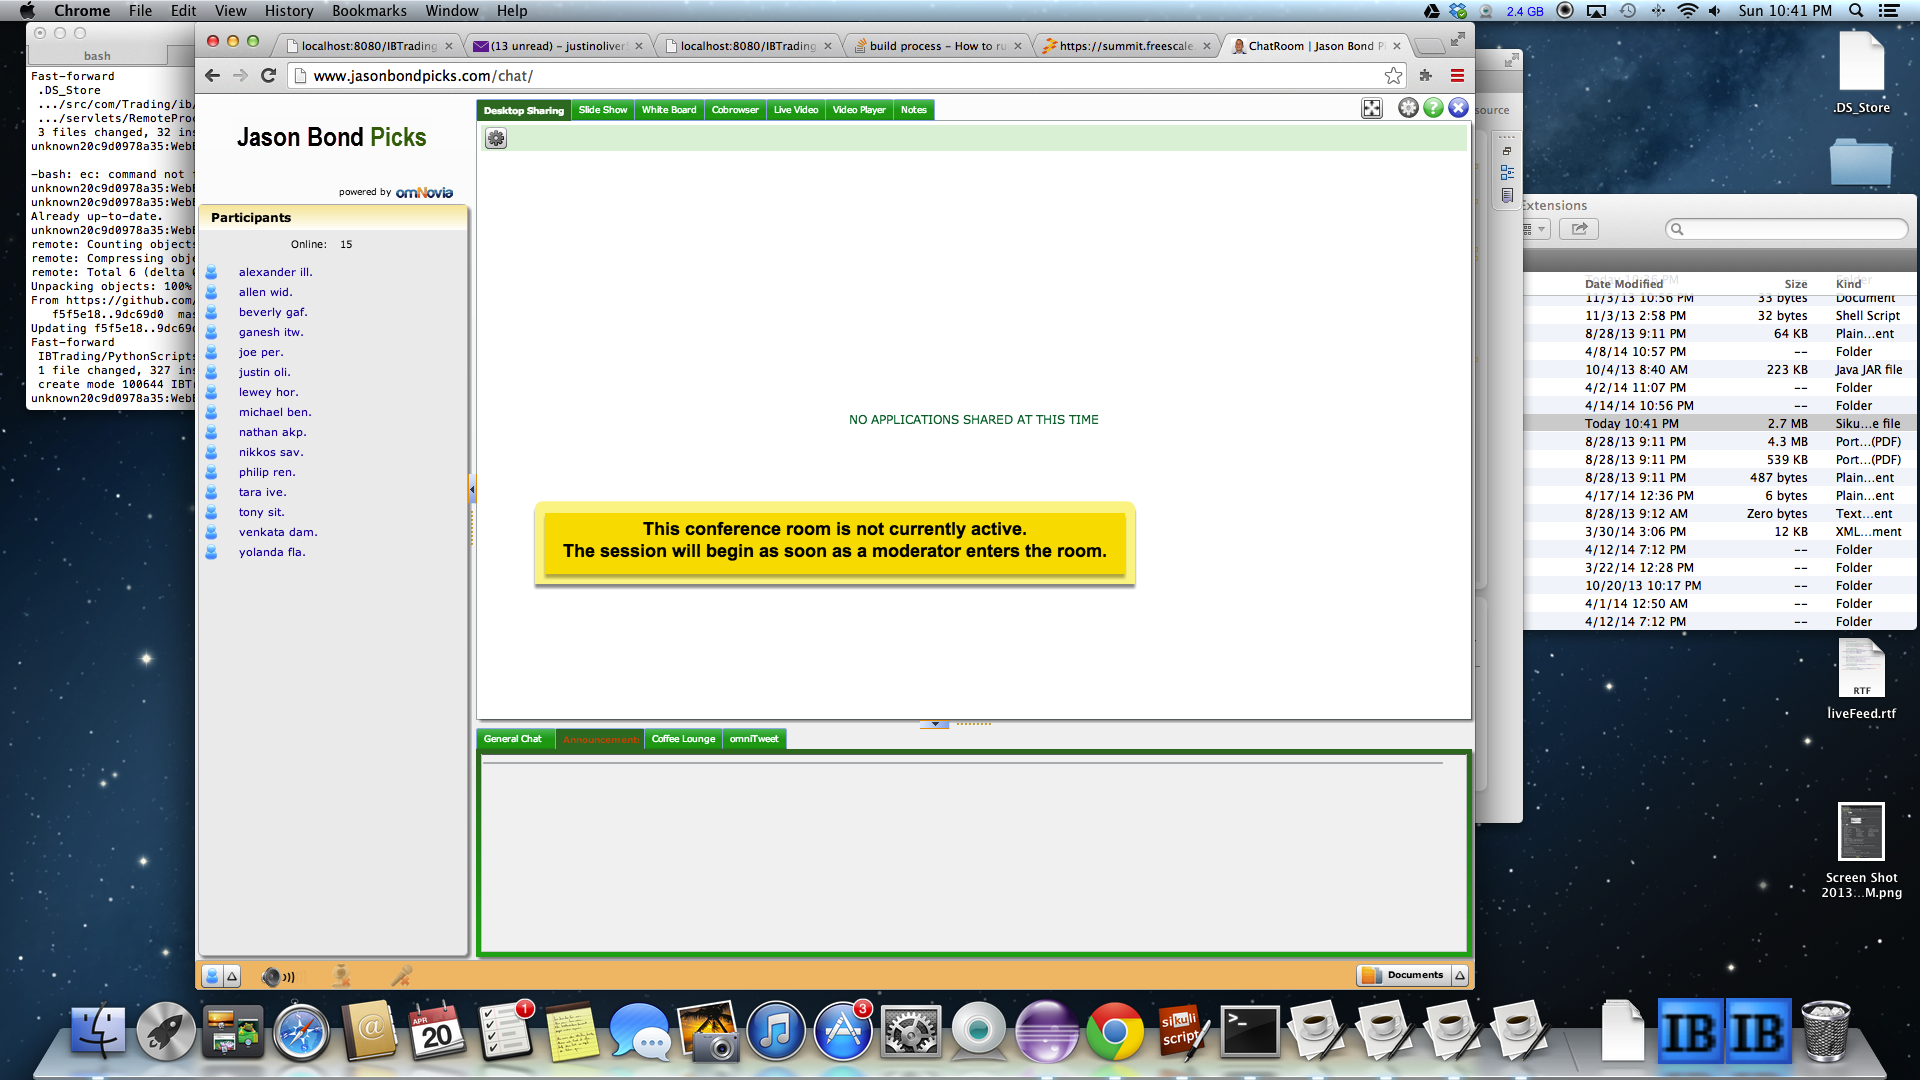 Chrome File Edit View History Bookmarks Window Help
2.4 GB Sun 10:41 PM
bash
Fast-forward
.DS_Store
.../src/com/Trading/ib/
.../servlets/RemotePro
3 files changed, 32 ins
unknown20c9d0978a35:WebB
-bash: ec: command not
unknown20c9d0978a35:WebB
unknown20c9d0978a35:WebB
Already up-to-date.
unknown20c9d0978a35:WebB
remote: Counting objects
remote: Compressing obje
remote: Total 6 (delta
Unpacking objects: 100%
From https://github.com/
f5f5e18..9dc69d0 mas
Updating f5f5e18..9dc69d
Fast-forward
IBTrading/PythonScripts
1 file changed, 327 ins
create mode 100644 IBTr
unknown20c9d0978a35:WebB
localhost:8080/IBTrading
(13 unread) - justinoliver
localhost:8080/IBTrading
build process - How to ru
https://summit.freescale.
ChatRoom | Jason Bond P
www.jasonbondpicks.com/chat/
Jason Bond Picks
powered by omNovia
Participants
Online: 15
alexander ill.
allen wid.
beverly gaf.
ganesh itw.
joe per.
justin oli.
lewey hor.
michael ben.
nathan akp.
nikkos sav.
philip ren.
tara ive.
tony sit.
venkata dam.
yolanda fla.
Desktop Sharing Slide Show White Board Cobrowser Live Video Video Player Notes
NO APPLICATIONS SHARED AT THIS TIME
This conference room is not currently active.
The session will begin as soon as a moderator enters the room.
General Chat Announcements Coffee Lounge omniTweet
Documents
ource
Extensions
Date Modified Size Kind
11/3/13 10:56 PM 33 bytes Document
11/3/13 2:58 PM 32 bytes Shell Script
8/28/13 9:11 PM 64 KB Plain...ent
4/8/14 10:57 PM -- Folder
10/4/13 8:40 AM 223 KB Java JAR file
4/2/14 11:07 PM -- Folder
4/14/14 10:56 PM -- Folder
Today 10:41 PM 2.7 MB Siku...e file
8/28/13 9:11 PM 4.3 MB Port...(PDF)
8/28/13 9:11 PM 539 KB Port...(PDF)
8/28/13 9:11 PM 487 bytes Plain...ent
4/17/14 12:36 PM 6 bytes Plain...ent
8/28/13 9:12 AM Zero bytes Text...ent
3/30/14 3:06 PM 12 KB XML...ment
4/12/14 7:12 PM -- Folder
3/22/14 12:28 PM -- Folder
10/20/13 10:17 PM -- Folder
4/1/14 12:50 AM -- Folder
4/12/14 7:12 PM -- Folder
.DS_Store
RTF
liveFeed.rtf
Screen Shot
2013...M.png
APR
20
1
3
sikuli
script
IB
IB